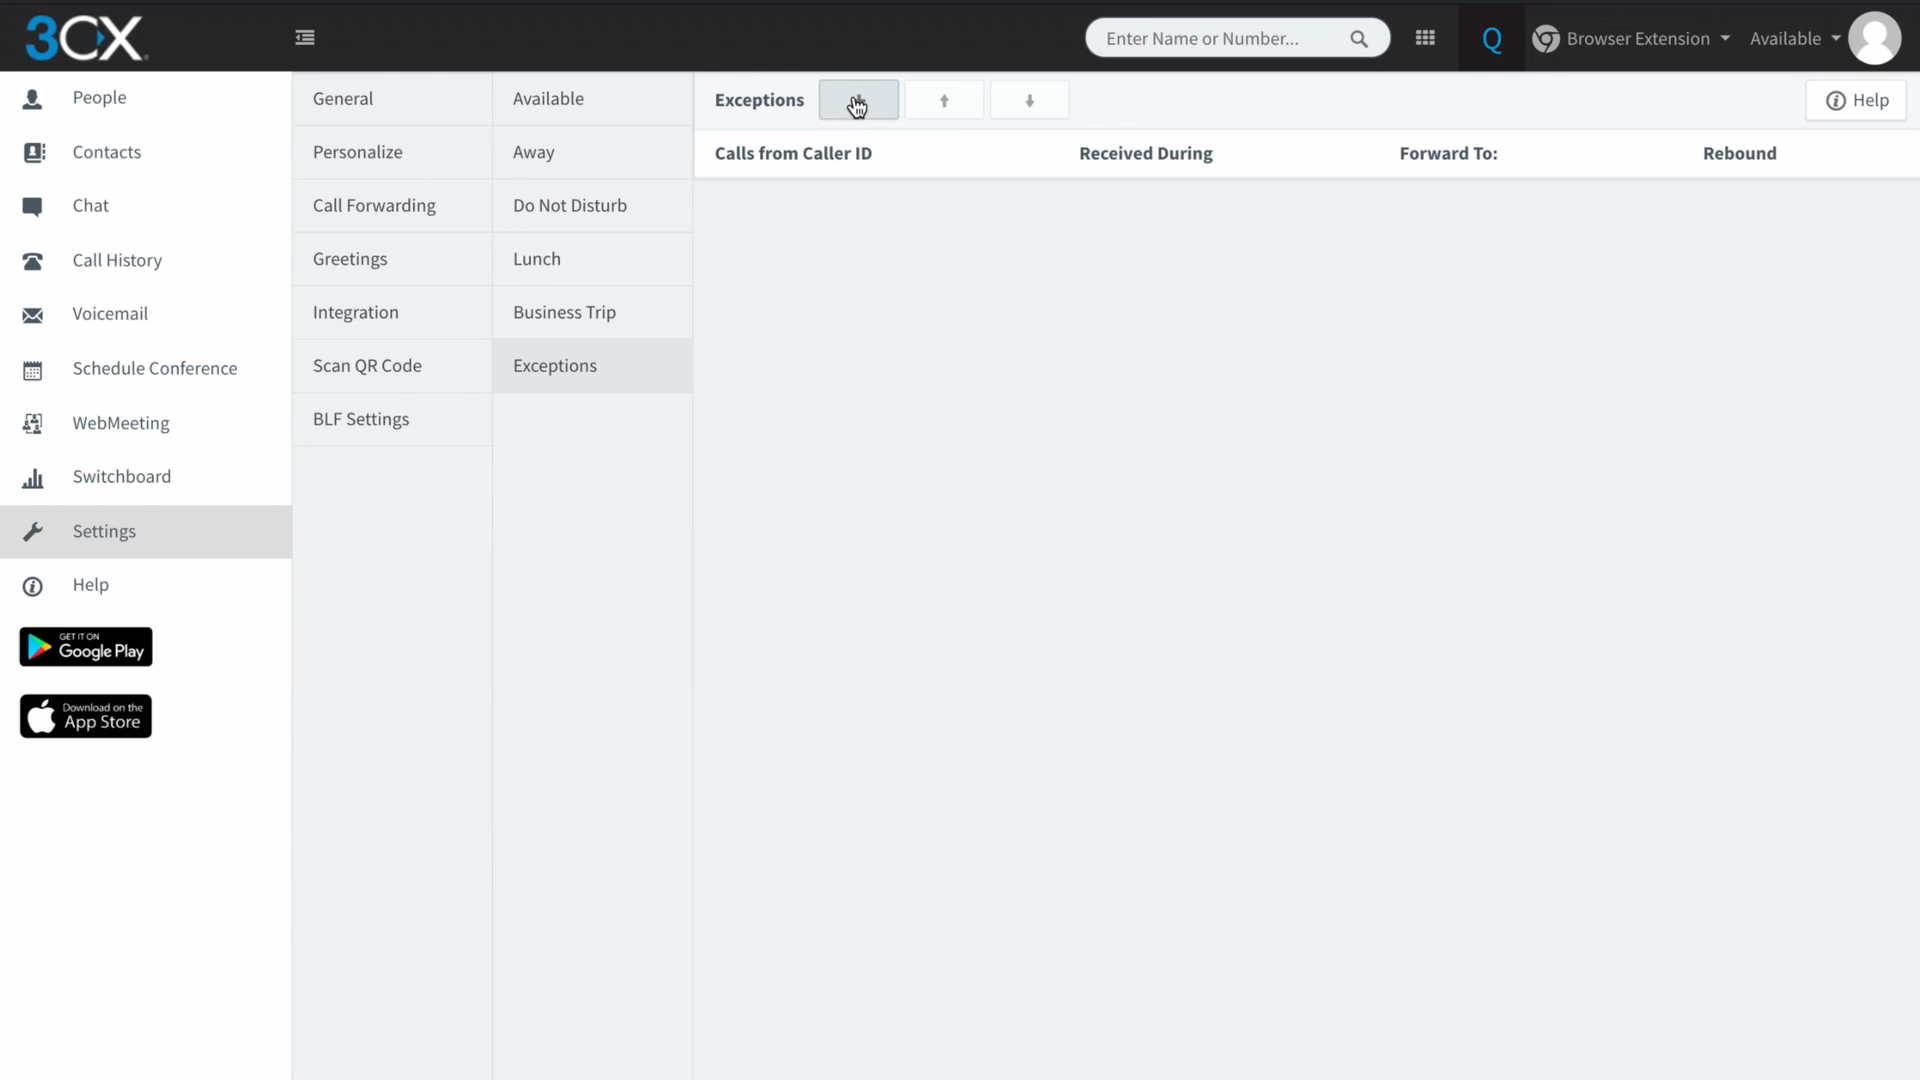 3CX
Enter Name or Number...
Q
Browser Extension
Available
People
Contacts
Chat
Call History
Voicemail
Schedule Conference
WebMeeting
Switchboard
Settings
Help
GET IT ON
Google Play
Download on the
App Store
General
Personalize
Call Forwarding
Greetings
Integration
Scan QR Code
BLF Settings
Available
Away
Do Not Disturb
Lunch
Business Trip
Exceptions
Exceptions
Help
Calls from Caller ID Received During Forward To: Rebound